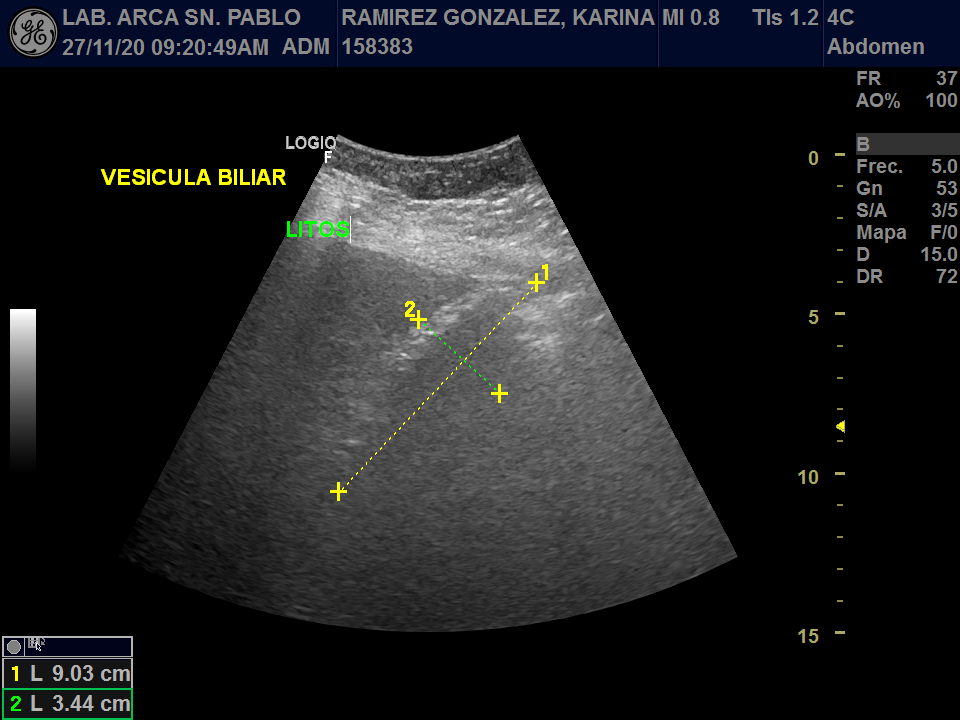 LAB. ARCA SN. PABLO
27/11/20 09:20:49AM ADM
RAMIREZ GONZALEZ, KARINA
158383
MI 0.8 TIs 1.2
4C
Abdomen
FR 37
AO% 100
B
Frec. 5.0
Gn 53
S/A 3/5
Mapa F/0
D 15.0
DR 72
LOGIQ
F
VESICULA BILIAR
LITOS
1
2
0
5
10
15
1 L 9.03 cm
2 L 3.44 cm